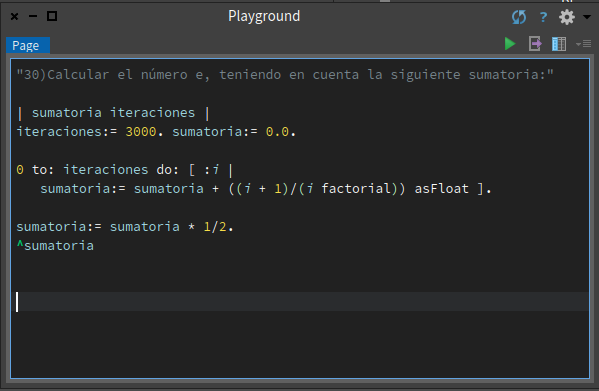 Playground
?
Page
"30)Calcular el número e, teniendo en cuenta la siguiente sumatoria:"
| sumatoria iteraciones |
iteraciones:= 3000. sumatoria:= 0.0.
0 to: iteraciones do: [ :i |
sumatoria:= sumatoria + ((i + 1)/(i factorial)) asFloat ].
sumatoria:= sumatoria * 1/2.
^sumatoria